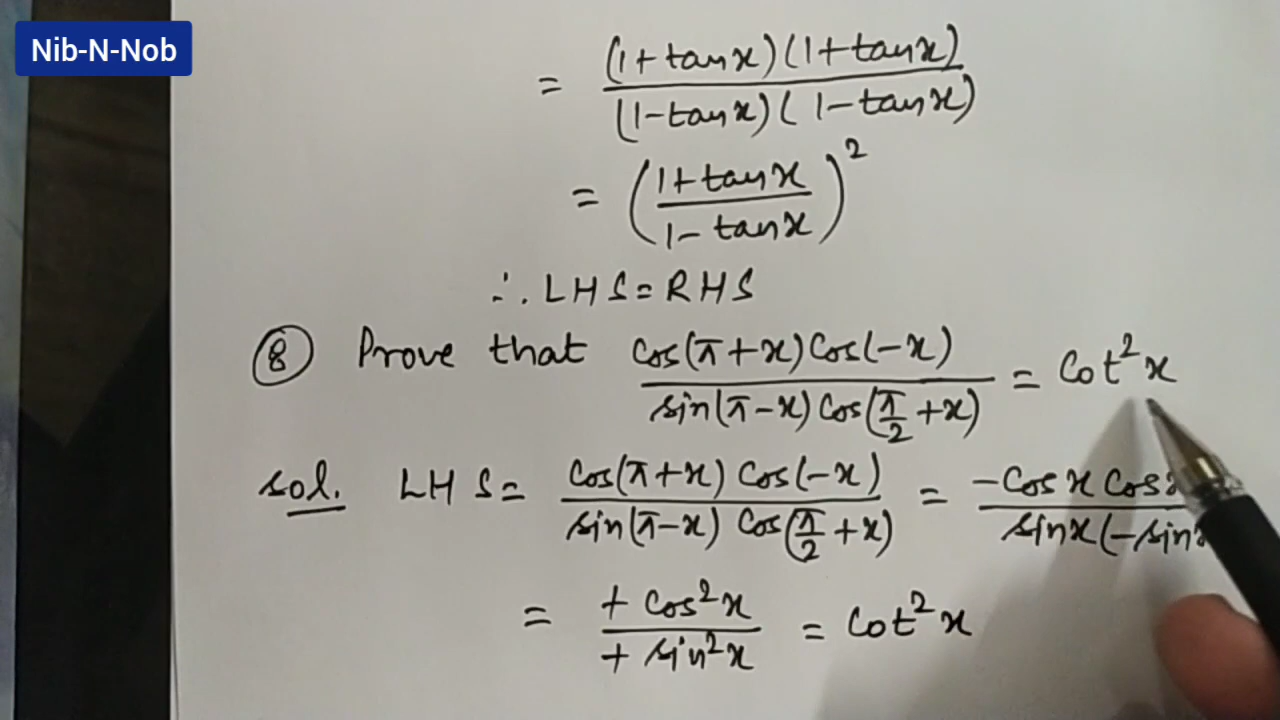 Nib-N-Nob
= (1+tanx)(1+tanx) / (1-tanx)(1-tanx)
= ((1+tanx) / (1-tanx))²
∴ LHS = RHS
⑧ Prove that cos(π+x) Cos(-x) / sin(π-x) Cos(π/2 +x) = Cot²x
Sol. LHS = Cos(π+x) Cos(-x) / sin(π-x) Cos(π/2 +x) = -Cosx Cos / sinx(-sin
= + Cos²x / + sin²x = Cot²x